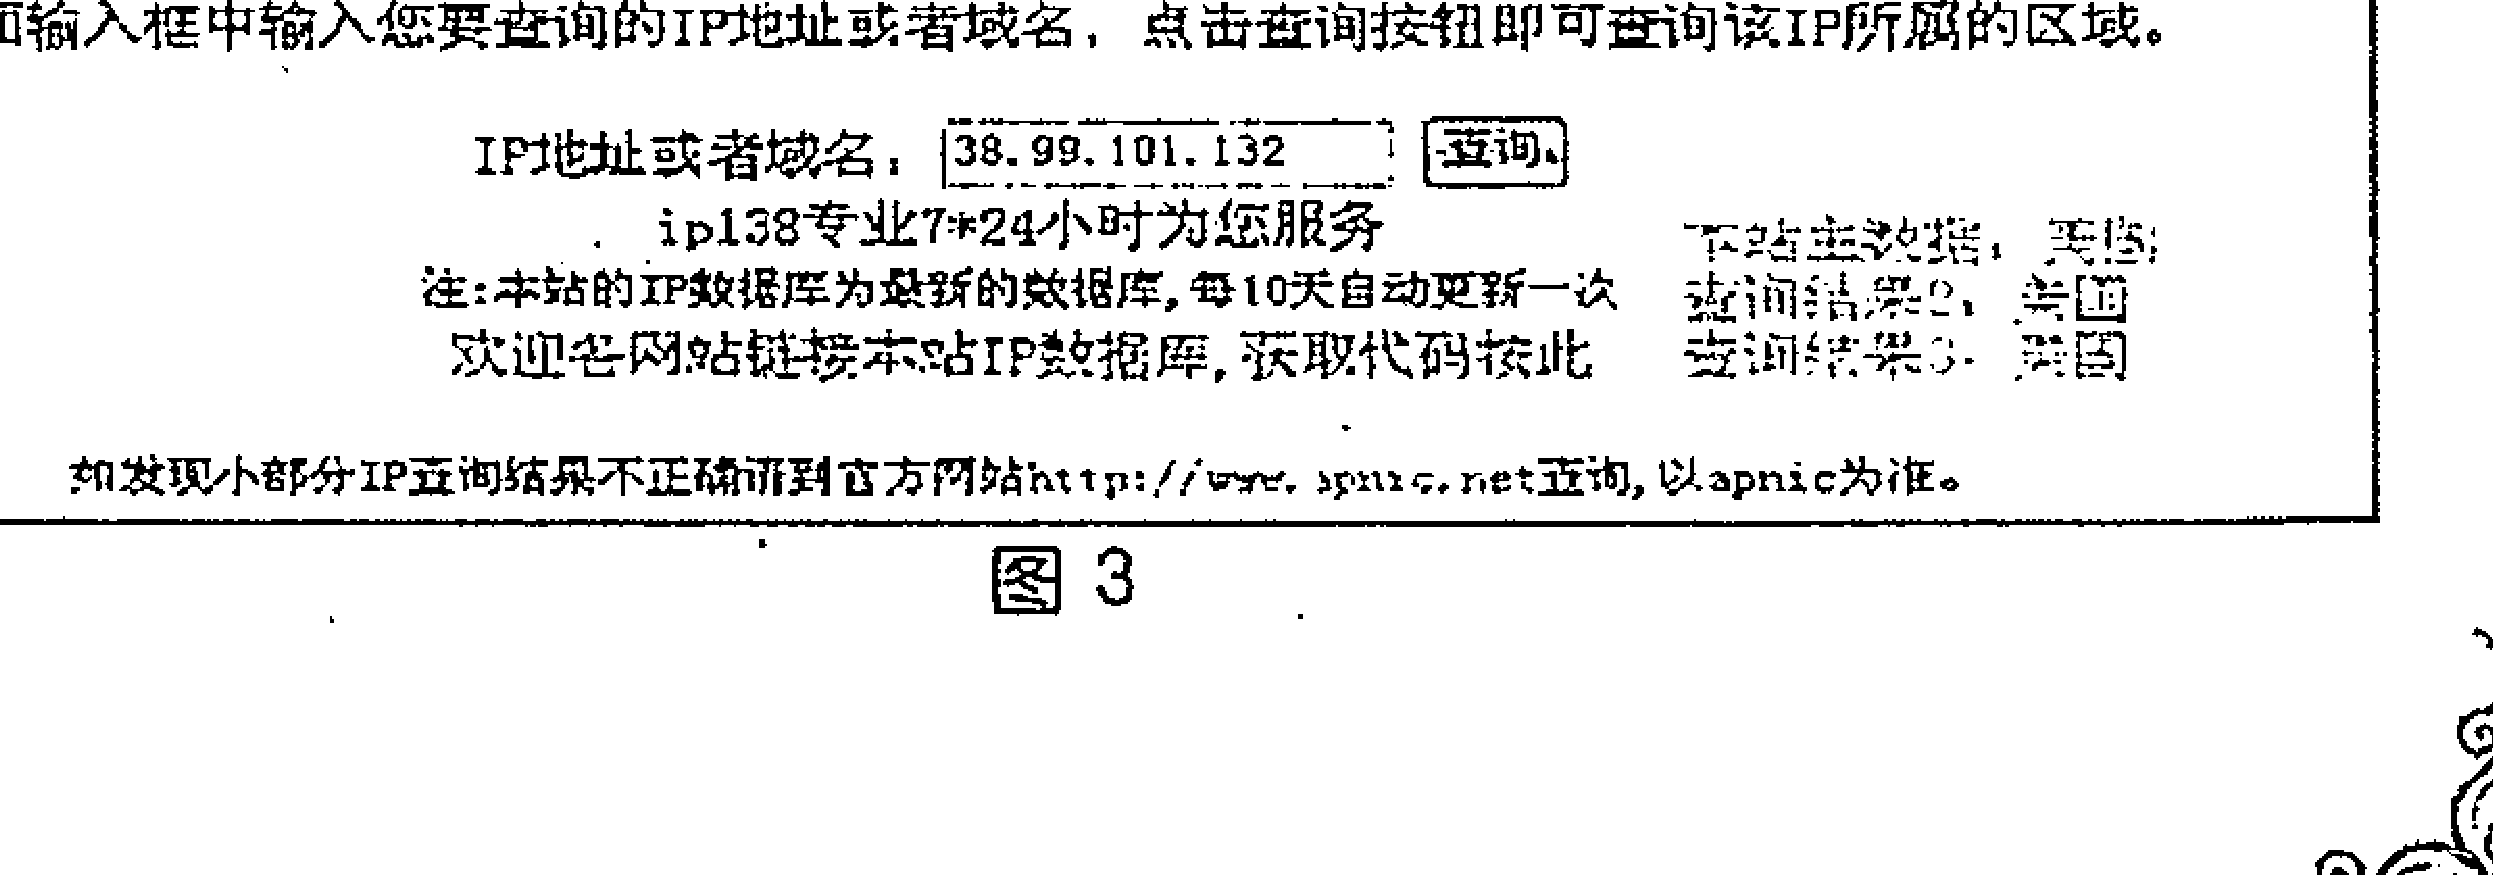 输入框中输入您要查询的IP地址或者域名，点击查询按钮即可查询该IP所属的区域。
IP地址或者域名： 38.99.101.132 查询
ip138专业7*24小时为您服务
本站主数据： 美国
注:本站的IP数据库为最新的数据库,每10天自动更新一次
查询结果2： 美国
欢迎各网站链接本站IP数据库,获取代码按此
查询结果3： 美国
如发现小部分IP查询结果不正确请到官方网站http://www.apnic.net查询,以apnic为准。
图 3